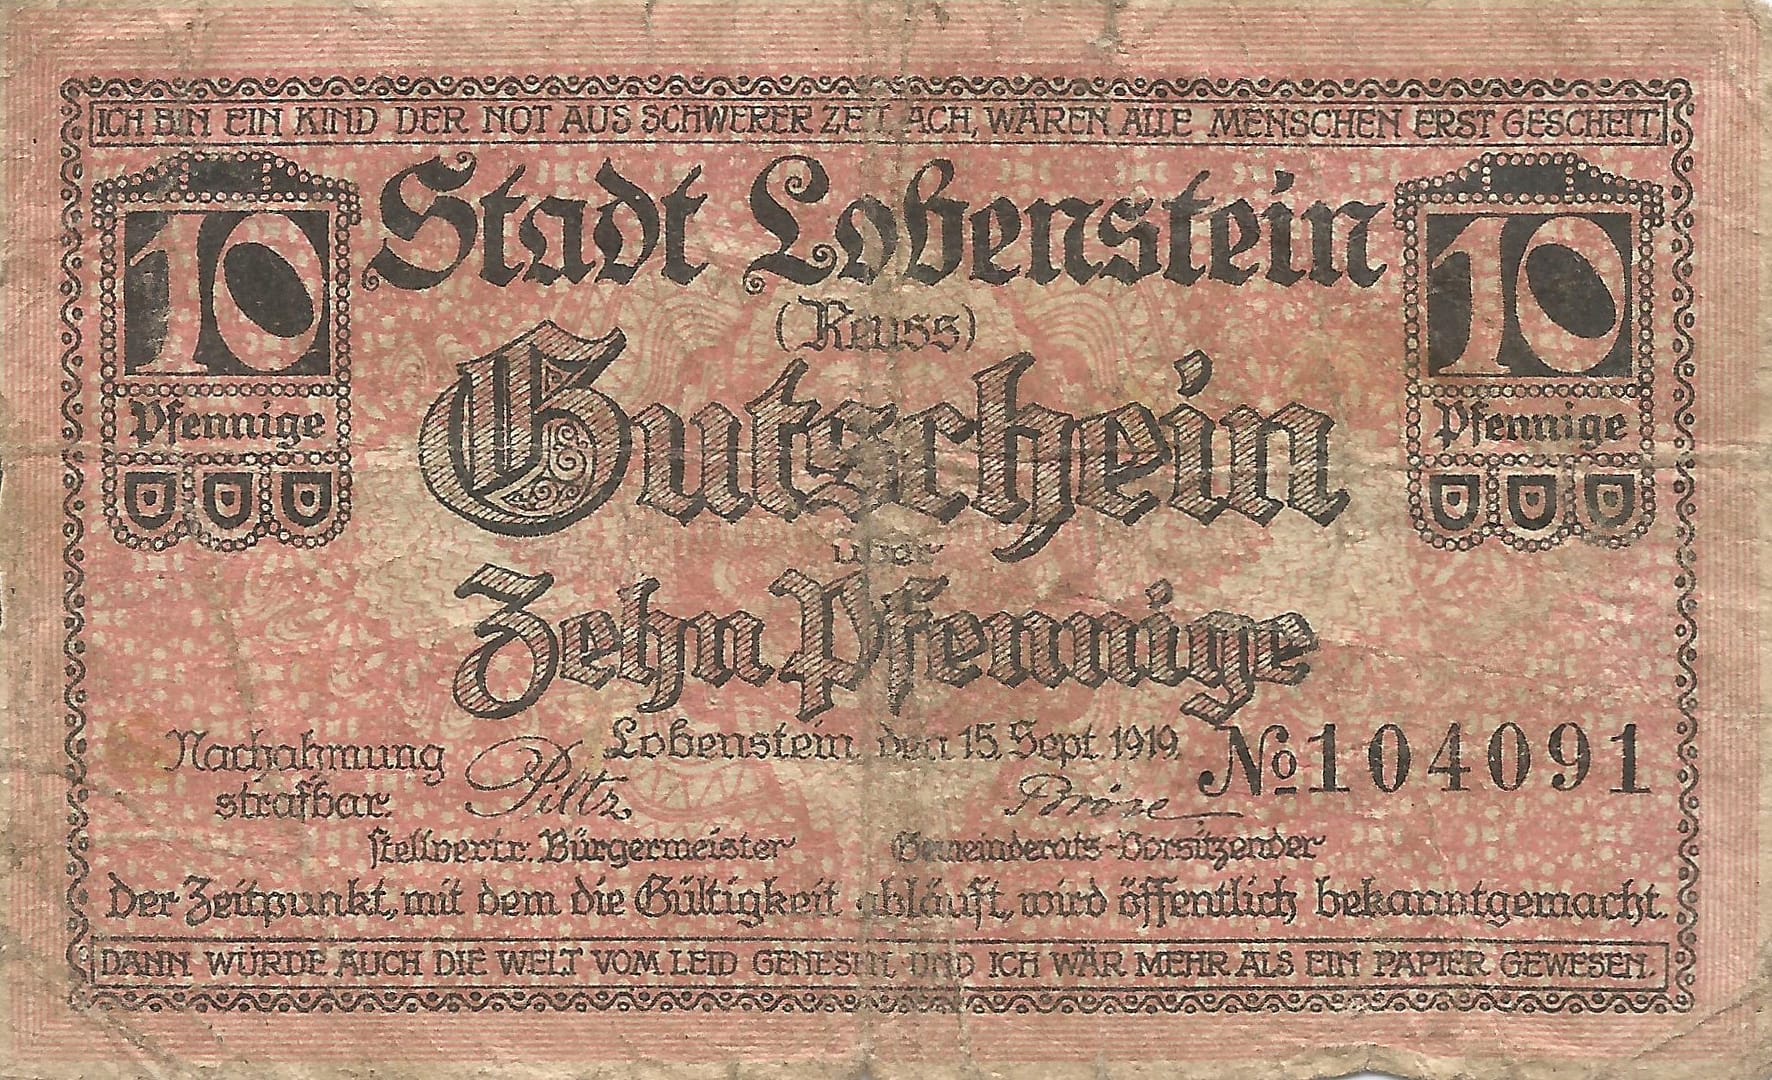 ICH BIN EIN KIND DER NOT AUS SCHWERER ZEIT ACH, WÄREN ALLE MENSCHEN ERST GESCHEIT,
10 Stadt Lobenstein 10
(Reuss)
Gutschein
Pfennige Pfennige
über
Zehn Pfennige
Lobenstein, den 15. Sept. 1919. No 104091
Nachahmung
strafbar.
Piltz
stellvertr. Bürgermeister Gemeinderats-Vorsitzender
Der Zeitpunkt, mit dem die Gültigkeit abläuft, wird öffentlich bekanntgemacht.
DANN WÜRDE AUCH DIE WELT VOM LEID GENESEN UND ICH WÄR MEHR ALS EIN PAPIER GEWESEN.